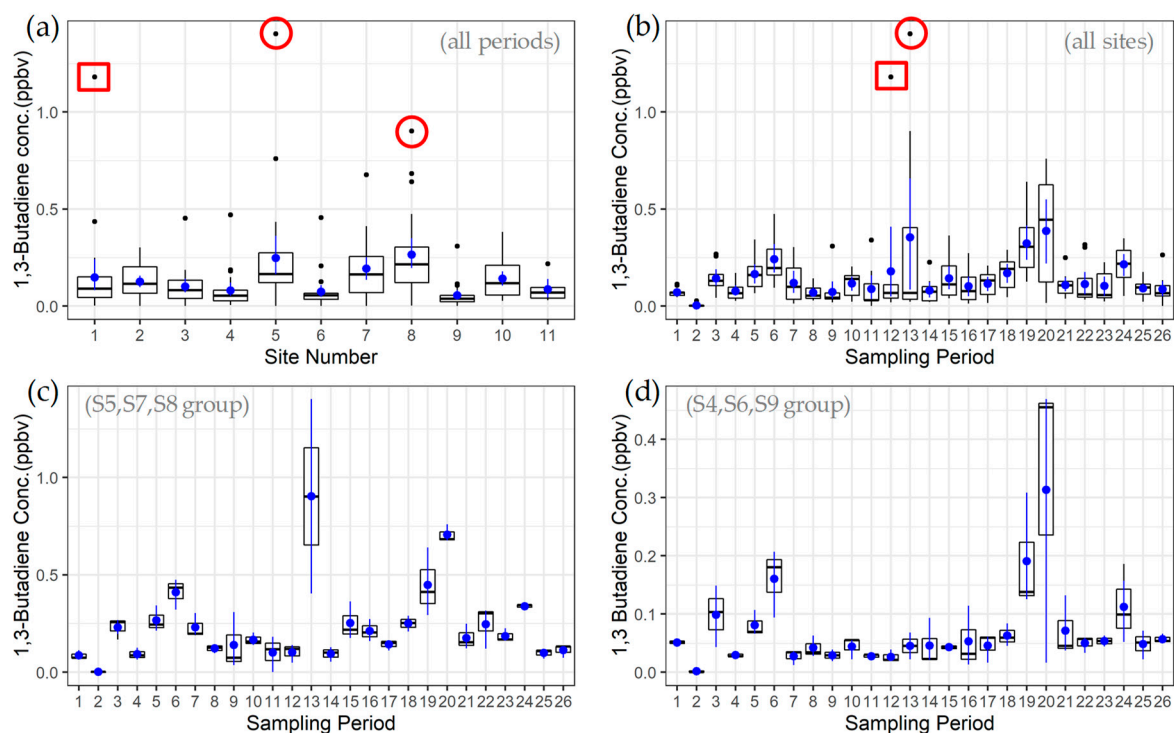 (a)
(all periods)
1,3-Butadiene conc.(ppbv)
1.0
0.5
0.0
1 2 3 4 5 6 7 8 9 10 11
Site Number
(b)
(all sites)
1,3-Butadiene Conc.(ppbv)
1.0
0.5
0.0
1 2 3 4 5 6 7 8 9 10 11 12 13 14 15 16 17 18 19 20 21 22 23 24 25 26
Sampling Period
(c)
(S5,S7,S8 group)
1,3-Butadiene Conc.(ppbv)
1.0
0.5
0.0
1 2 3 4 5 6 7 8 9 10 11 12 13 14 15 16 17 18 19 20 21 22 23 24 25 26
Sampling Period
(d)
(S4,S6,S9 group)
1,3 Butadiene Conc.(ppbv)
0.4
0.3
0.2
0.1
0.0
1 2 3 4 5 6 7 8 9 10 11 12 13 14 15 16 17 18 19 20 21 22 23 24 25 26
Sampling Period